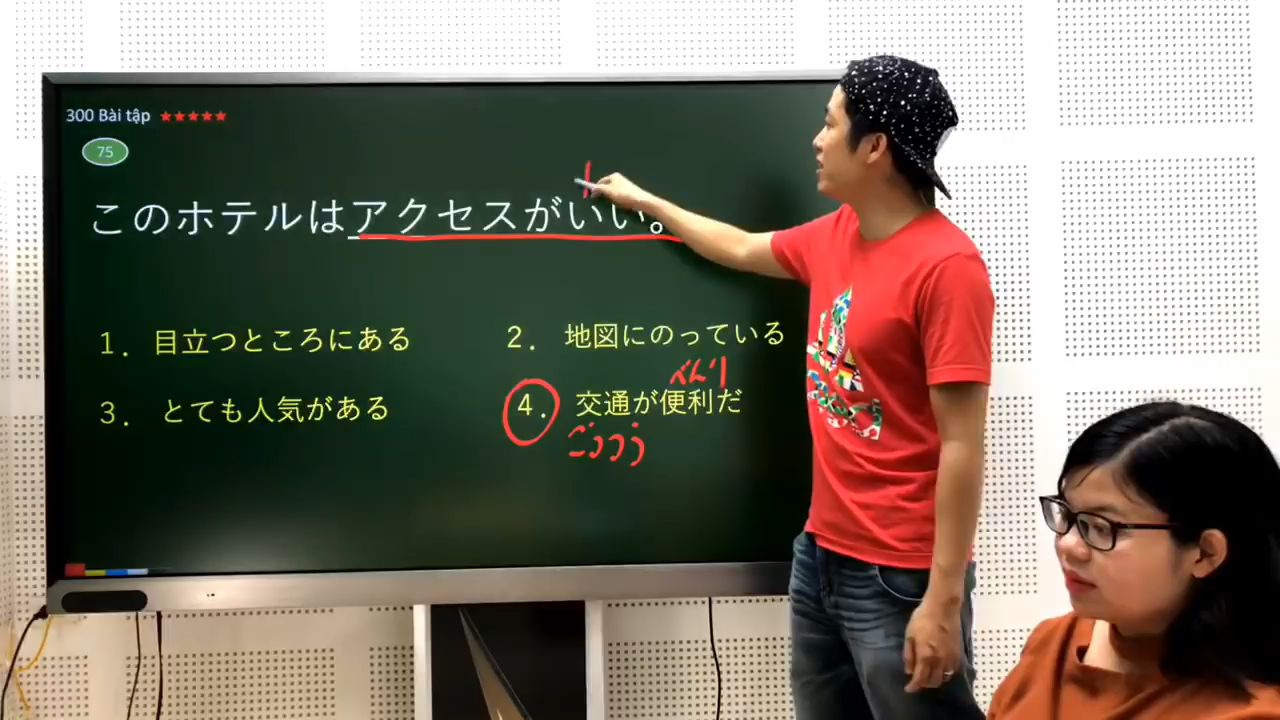 300 Bài tập ★★★★★
75
このホテルはアクセスがいい。
1. 目立つところにある
2. 地図にのっている
べんり
3. とても人気がある
4. 交通が便利だ
こうつう